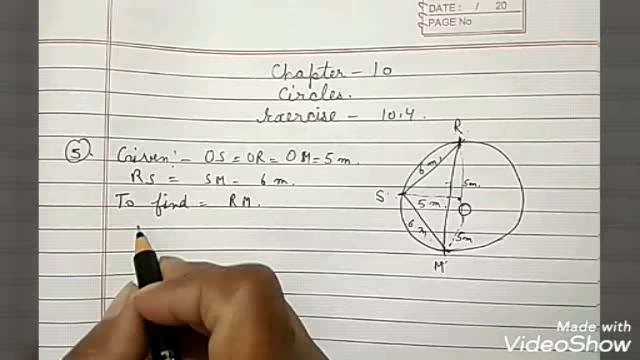 DATE: / 20
PAGE No
Chapter - 10
Circles.
Exercise - 10.4
5. Given:- OS = OR = OM = 5 m.
RS = SM = 6 m.
To find = RM.
R
6 m.
5m.
S
5 m.
O
6 m
5m
M
Made with
VideoShow